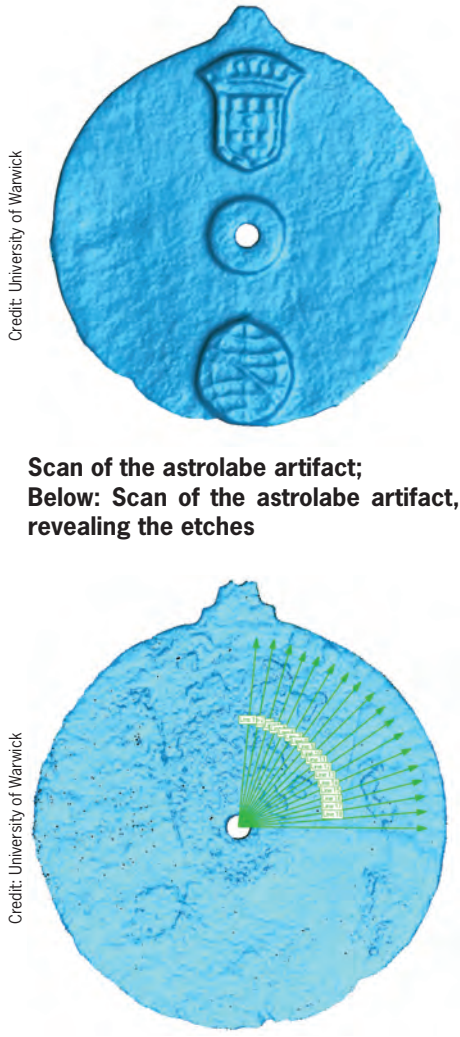 Credit: University of Warwick
Scan of the astrolabe artifact;
Below: Scan of the astrolabe artifact,
revealing the etches
Credit: University of Warwick